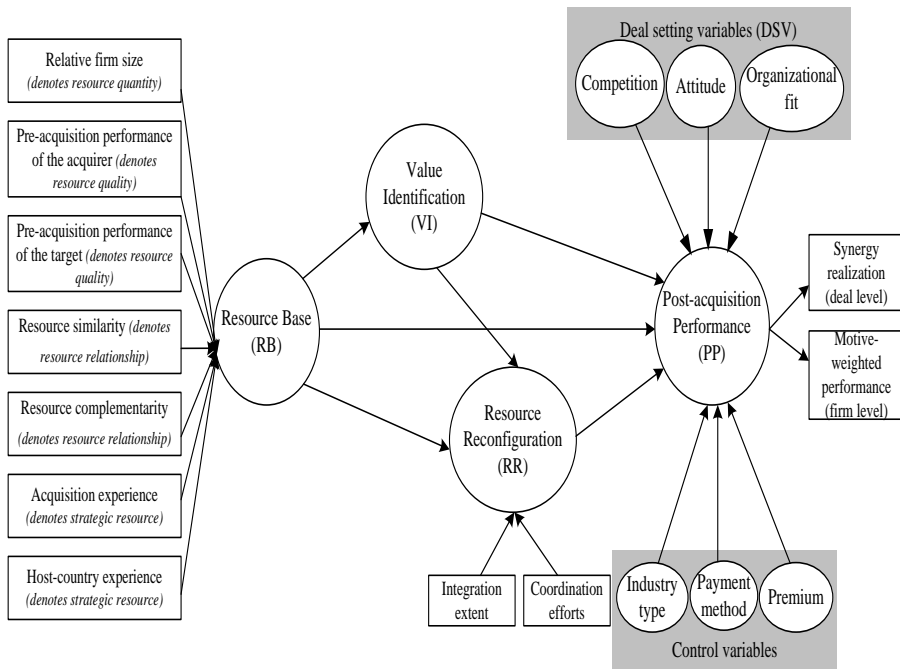 Deal setting variables (DSV)
Competition
Attitude
Organizational
fit
Relative firm size
(denotes resource quantity)
Pre-acquisition performance
of the acquirer (denotes
resource quality)
Pre-acquisition performance
of the target (denotes resource
quality)
Resource similarity (denotes
resource relationship)
Resource complementarity
(denotes resource relationship)
Acquisition experience
(denotes strategic resource)
Host-country experience
(denotes strategic resource)
Resource Base
(RB)
Value
Identification
(VI)
Resource
Reconfiguration
(RR)
Integration
extent
Coordination
efforts
Post-acquisition
Performance
(PP)
Synergy
realization
(deal level)
Motive-
weighted
performance
(firm level)
Industry
type
Payment
method
Premium
Control variables